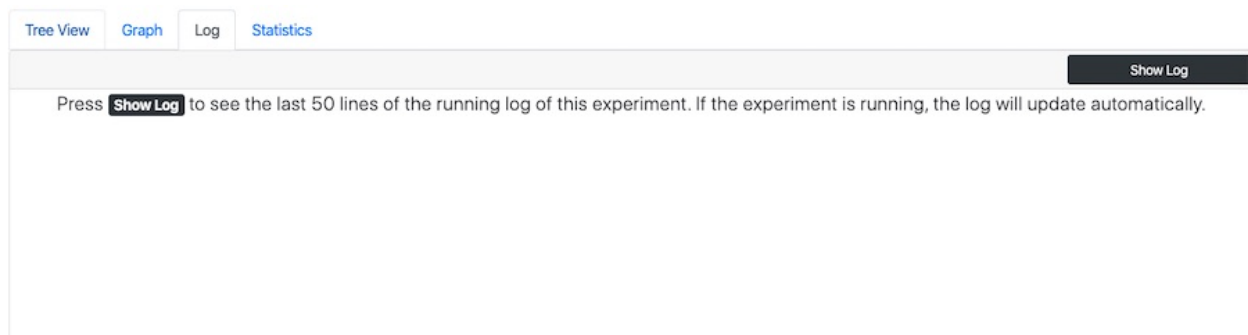 Tree View Graph Log Statistics
Show Log
Press Show Log to see the last 50 lines of the running log of this experiment. If the experiment is running, the log will update automatically.